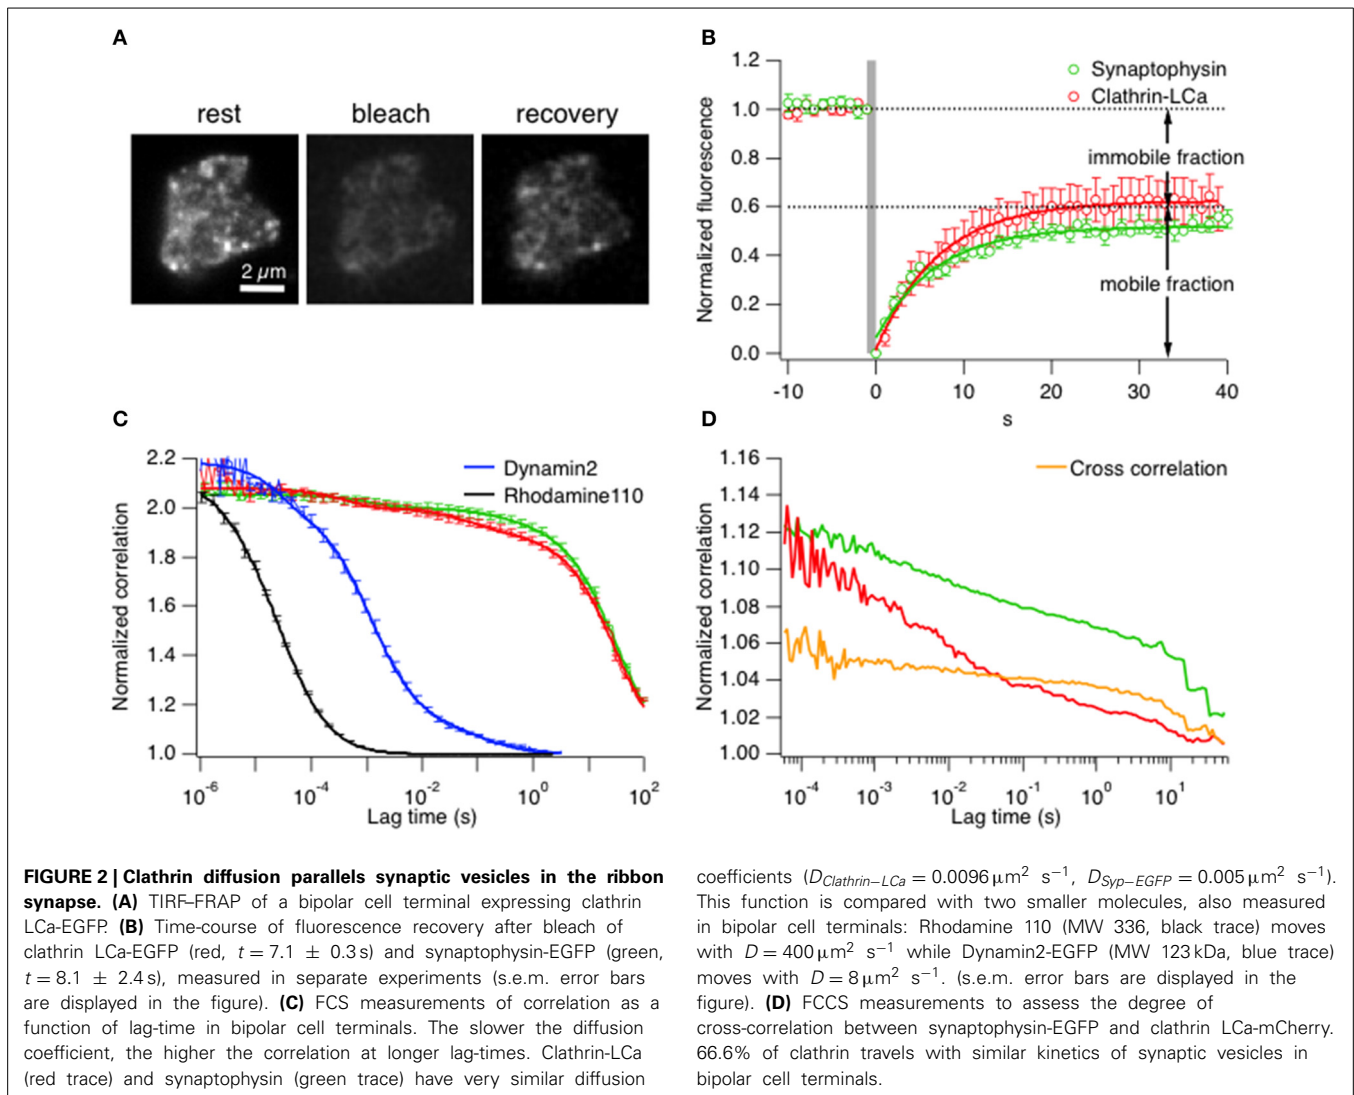 A
rest
bleach
recovery
2 µm
B
Normalized fluorescence
1.2
1.0
0.8
0.6
0.4
0.2
0.0
Synaptophysin
Clathrin-LCa
immobile fraction
mobile fraction
-10
0
10
20
30
40
s
C
Normalized correlation
2.2
2.0
1.8
1.6
1.4
1.2
1.0
Dynamin2
Rhodamine110
10⁻⁶
10⁻⁴
10⁻²
10⁰
10²
Lag time (s)
D
Normalized correlation
1.16
1.14
1.12
1.10
1.08
1.06
1.04
1.02
1.00
Cross correlation
10⁻⁴
10⁻³
10⁻²
10⁻¹
10⁰
10¹
Lag time (s)
FIGURE 2 | Clathrin diffusion parallels synaptic vesicles in the ribbon
synapse. (A) TIRF–FRAP of a bipolar cell terminal expressing clathrin
LCa-EGFP. (B) Time-course of fluorescence recovery after bleach of
clathrin LCa-EGFP (red, t = 7.1 ± 0.3 s) and synaptophysin-EGFP (green,
t = 8.1 ± 2.4 s), measured in separate experiments (s.e.m. error bars
are displayed in the figure). (C) FCS measurements of correlation as a
function of lag-time in bipolar cell terminals. The slower the diffusion
coefficient, the higher the correlation at longer lag-times. Clathrin-LCa
(red trace) and synaptophysin (green trace) have very similar diffusion
coefficients (D_Clathrin−LCa = 0.0096 µm² s⁻¹, D_Syp−EGFP = 0.005 µm² s⁻¹).
This function is compared with two smaller molecules, also measured
in bipolar cell terminals: Rhodamine 110 (MW 336, black trace) moves
with D = 400 µm² s⁻¹ while Dynamin2-EGFP (MW 123 kDa, blue trace)
moves with D = 8 µm² s⁻¹. (s.e.m. error bars are displayed in the
figure). (D) FCCS measurements to assess the degree of
cross-correlation between synaptophysin-EGFP and clathrin LCa-mCherry.
66.6% of clathrin travels with similar kinetics of synaptic vesicles in
bipolar cell terminals.